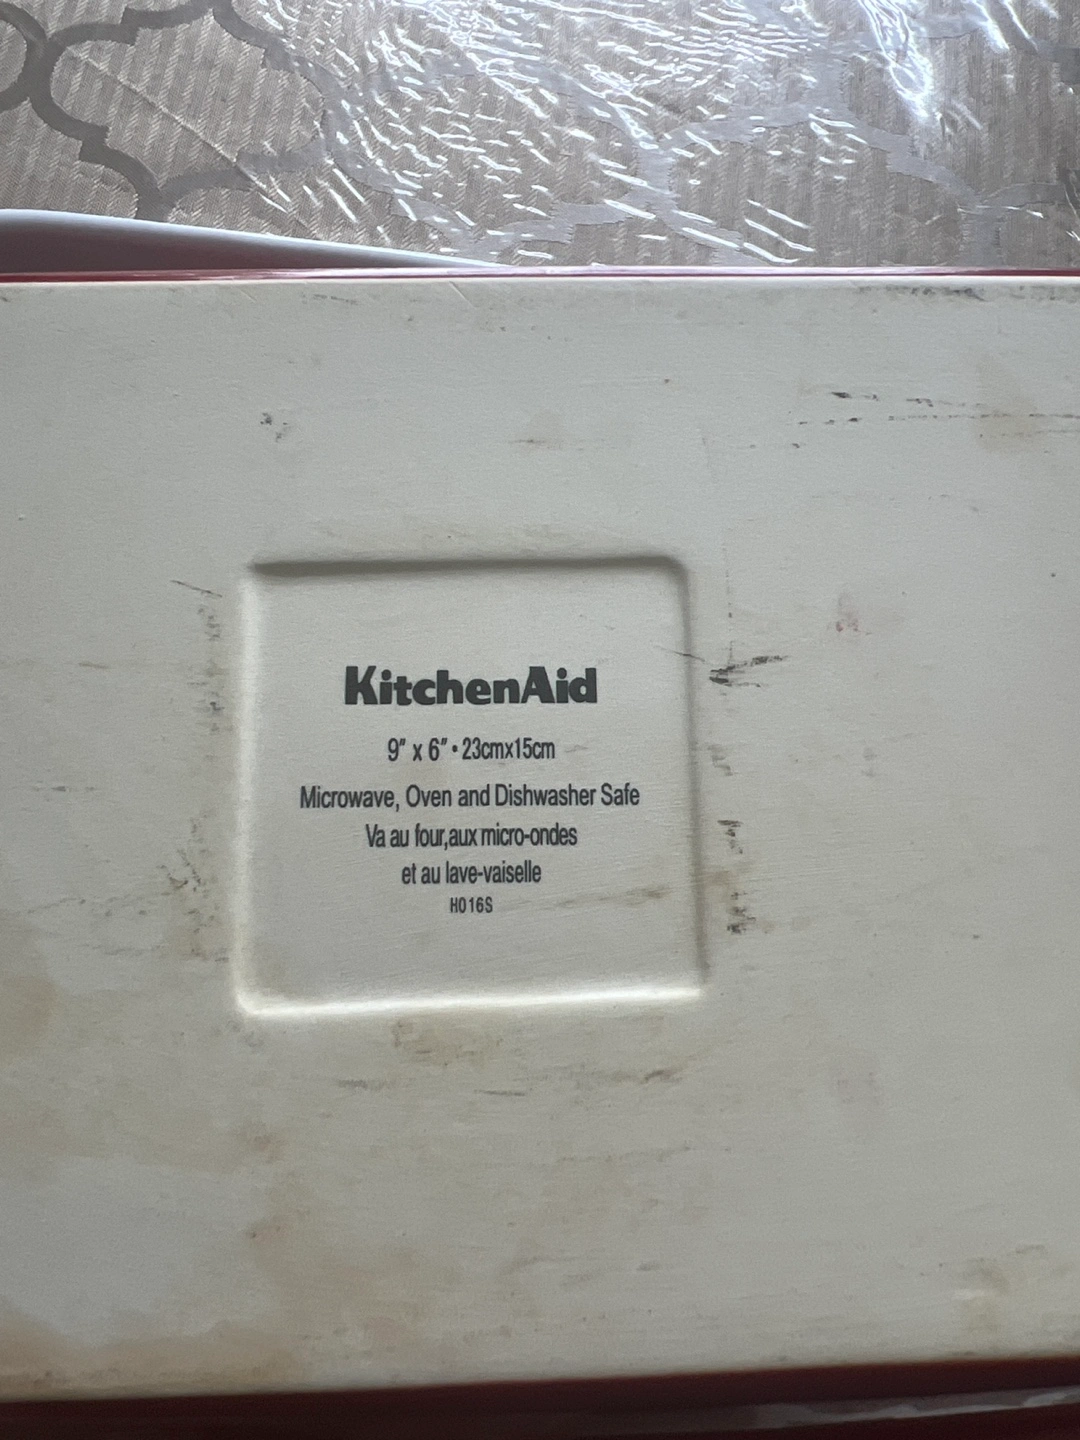 KitchenAid
9" x 6" • 23cmx15cm
Microwave, Oven and Dishwasher Safe
Va au four,aux micro-ondes
et au lave-vaiselle
H016S